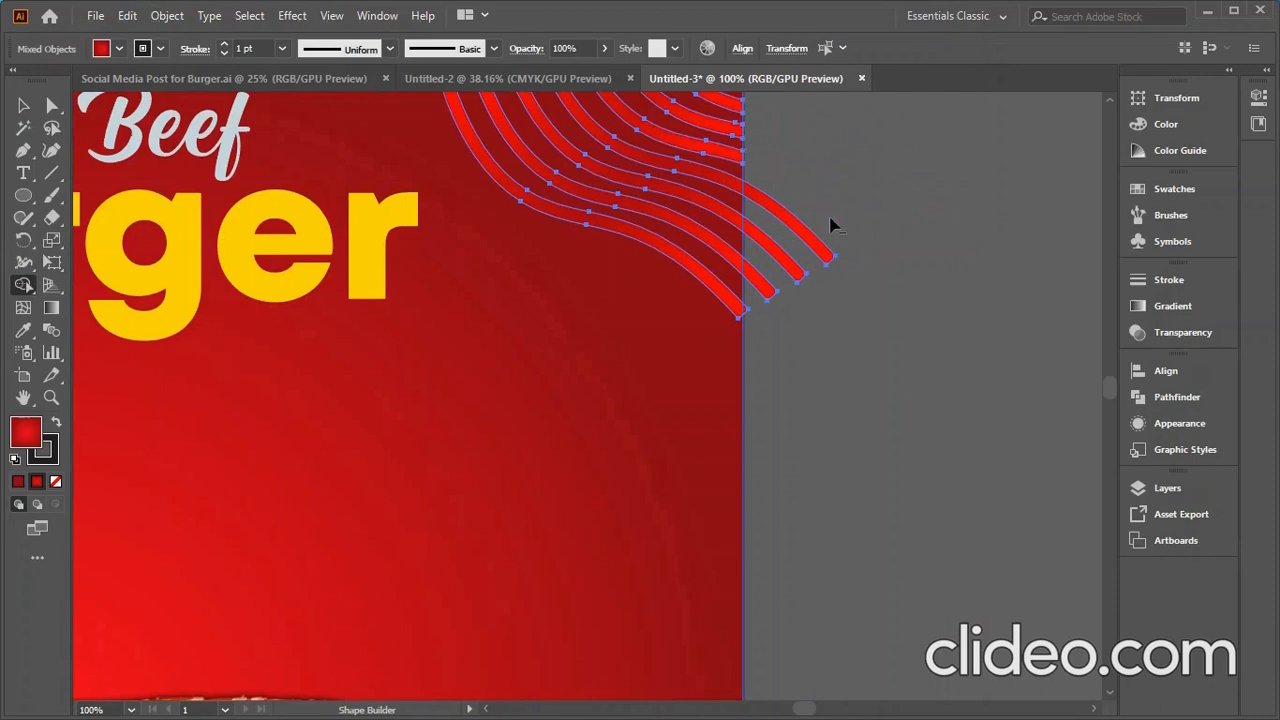 Ai File Edit Object Type Select Effect View Window Help Essentials Classic Search Adobe Stock
Mixed Objects Stroke: 1 pt Uniform Basic Opacity: 100% Style: Align Transform
Social Media Post for Burger.ai @ 25% (RGB/GPU Preview) × Untitled-2 @ 38.16% (CMYK/GPU Preview) × Untitled-3* @ 100% (RGB/GPU Preview) ×
Beef
rger
Transform
Color
Color Guide
Swatches
Brushes
Symbols
Stroke
Gradient
Transparency
Align
Pathfinder
Appearance
Graphic Styles
Layers
Asset Export
Artboards
clideo.com
100% 1 Shape Builder